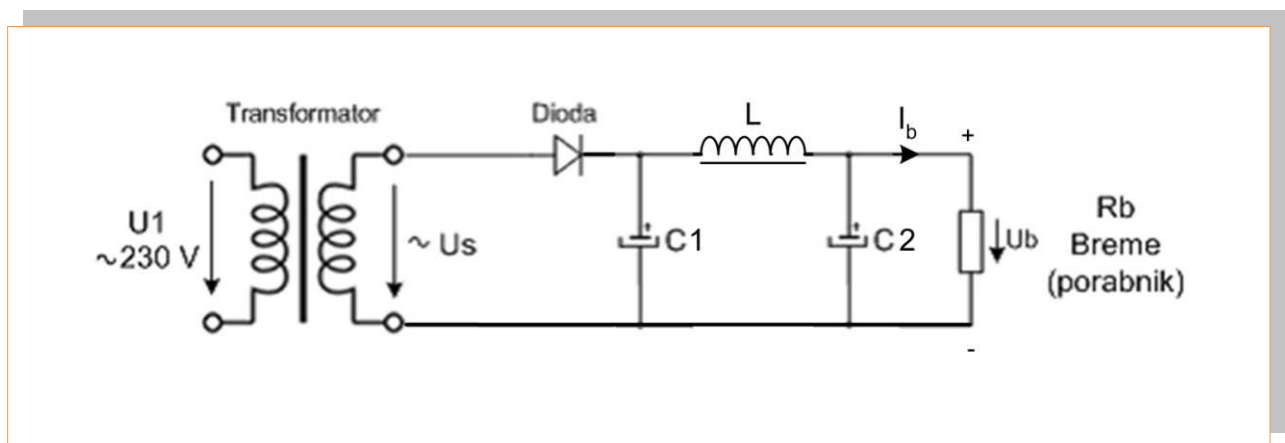 Transformator
Dioda
L
Ib
+
U1
~230 V
~ Us
C1
C2
Ub
Rb
Breme
(porabnik)
-